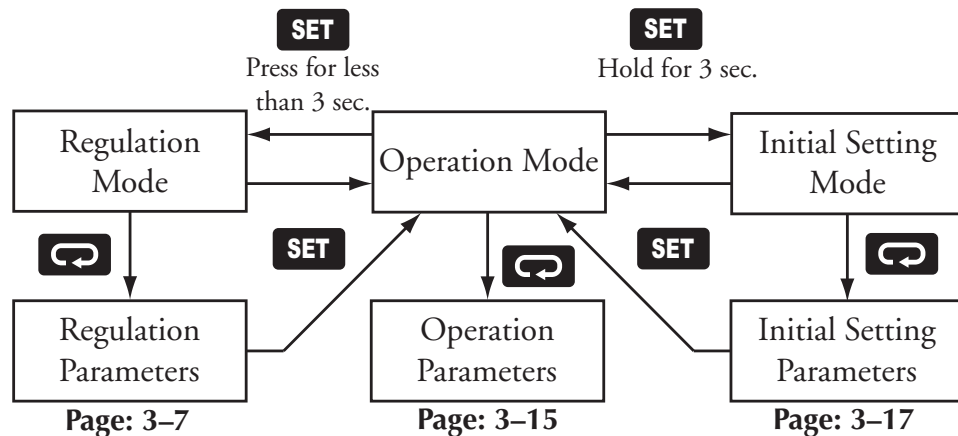 SET
Press for less
than 3 sec.
SET
Hold for 3 sec.
Regulation
Mode
Operation Mode
Initial Setting
Mode
SET
SET
Regulation
Parameters
Operation
Parameters
Initial Setting
Parameters
Page: 3–7
Page: 3–15
Page: 3–17